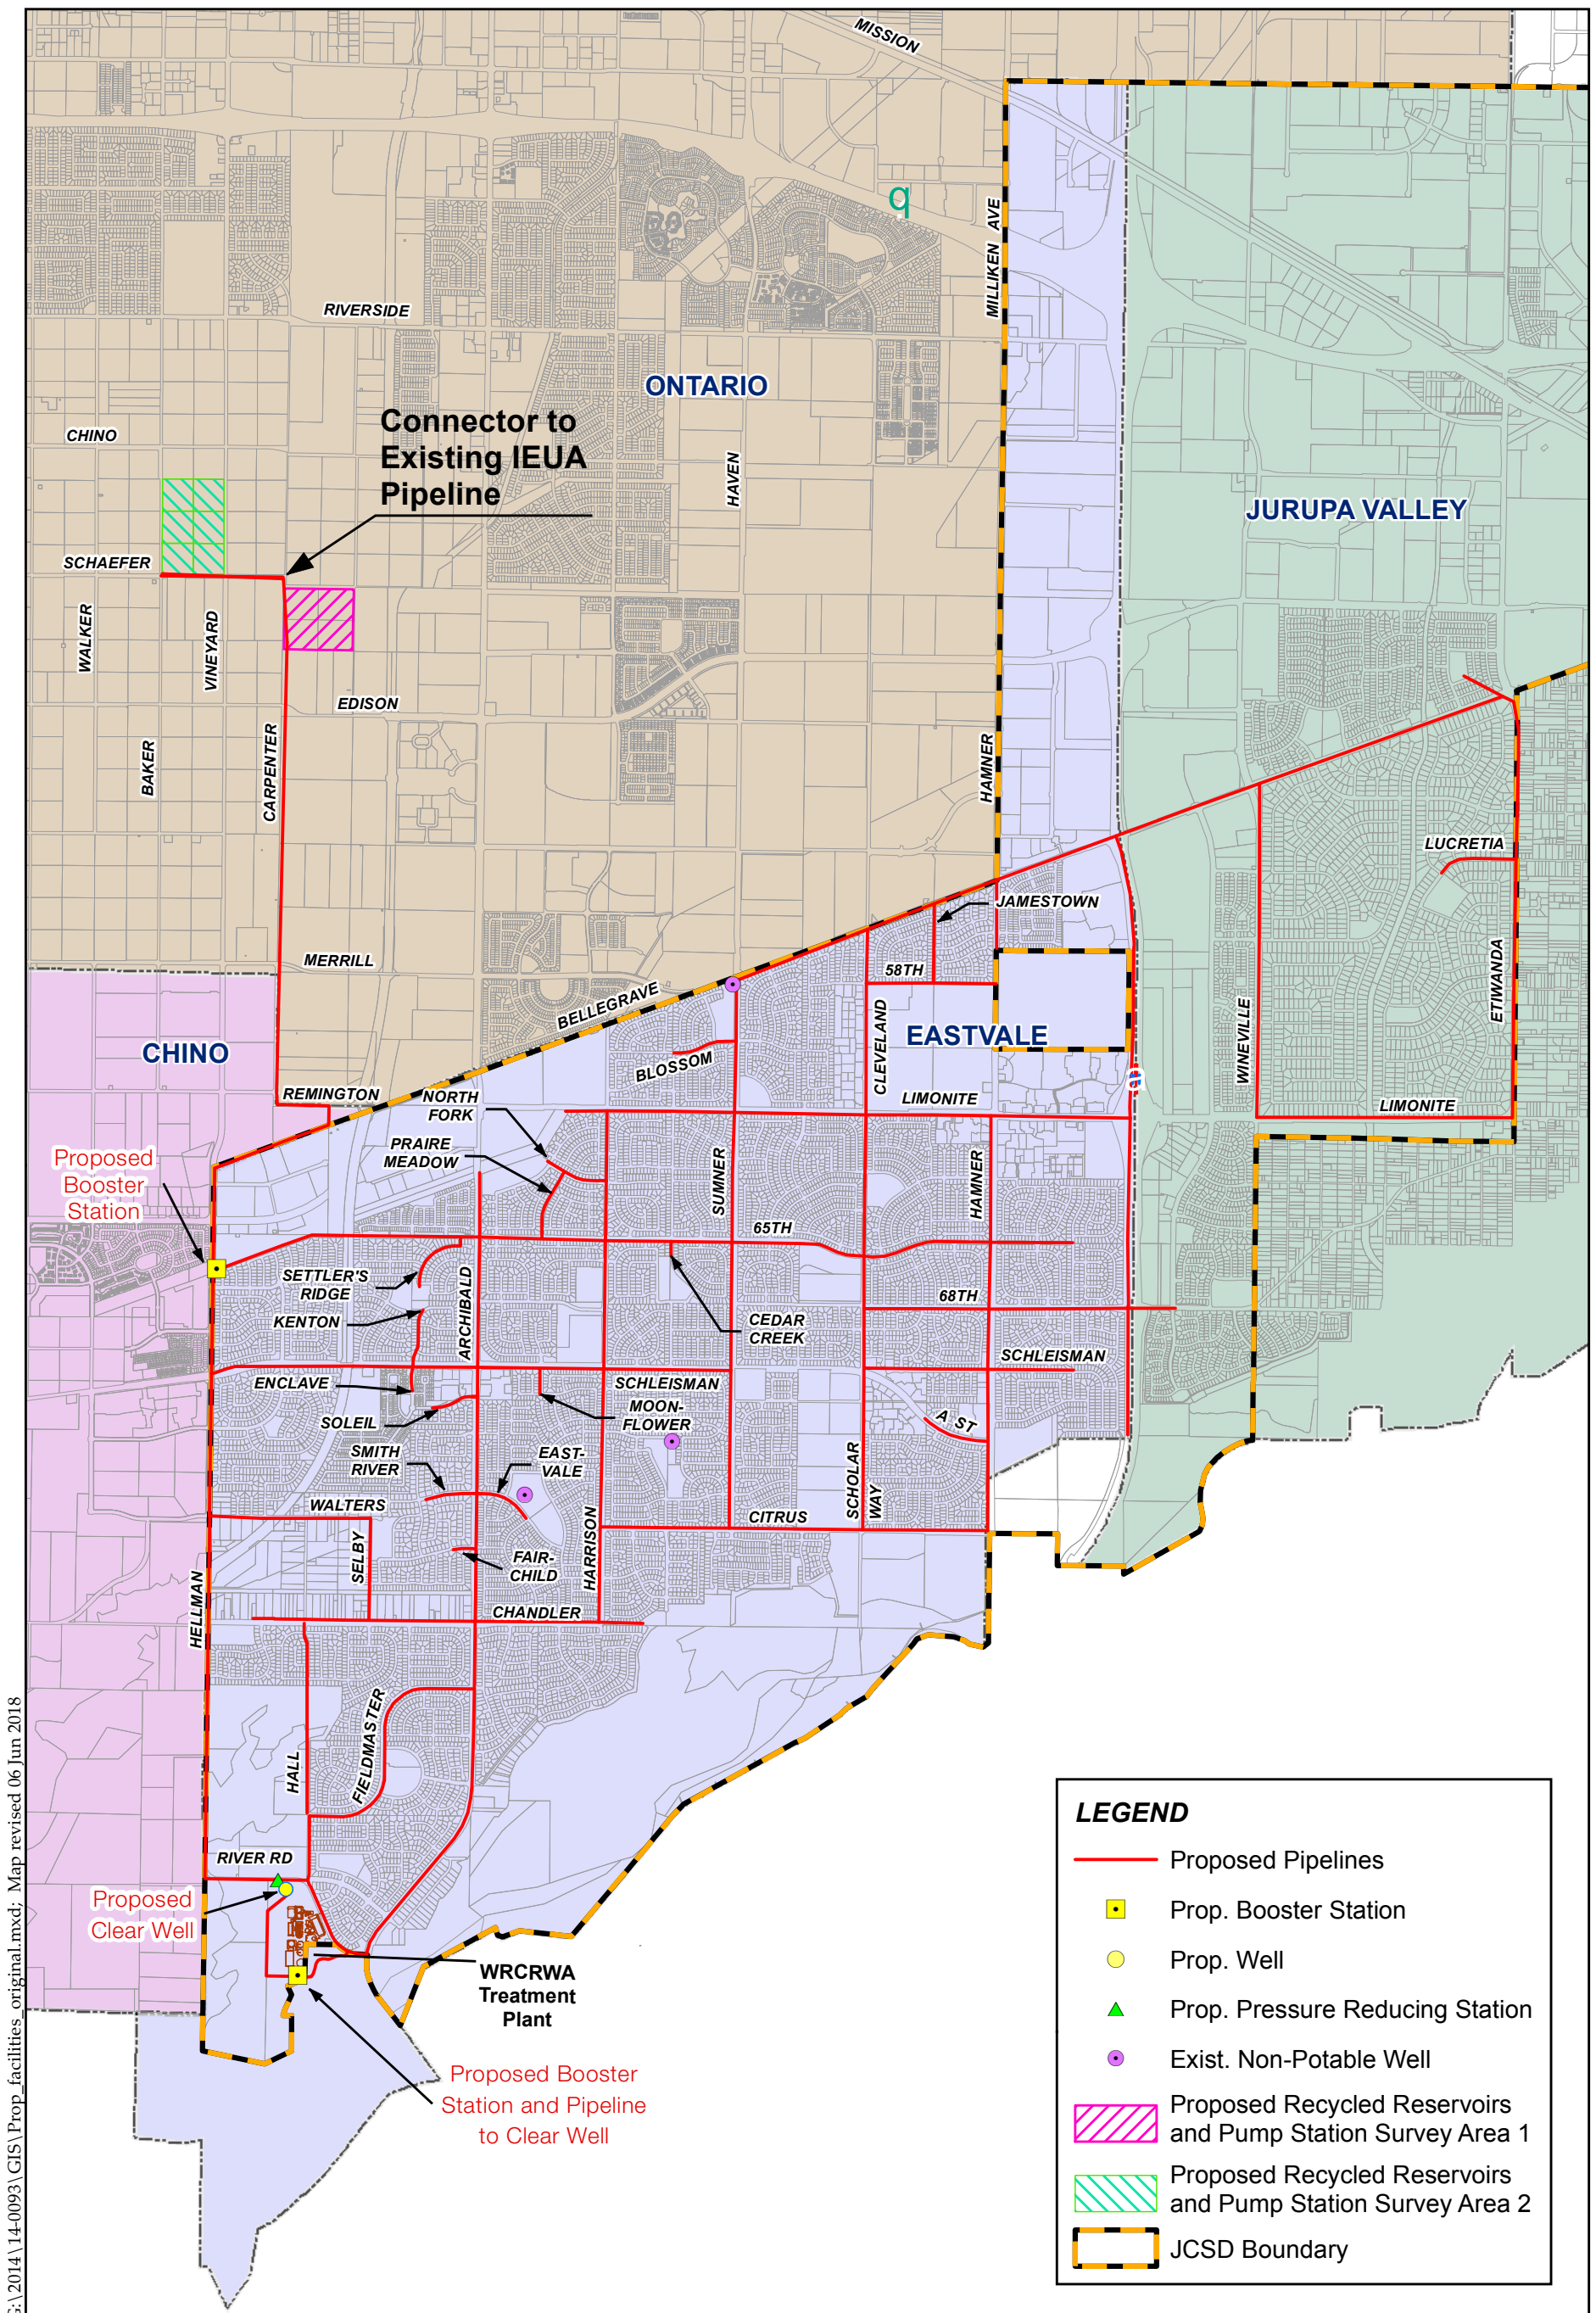 MISSION
q
MILLIKEN AVE
RIVERSIDE
ONTARIO
Connector to
Existing IEUA
Pipeline
CHINO
HAVEN
JURUPA VALLEY
SCHAEFER
WALKER
VINEYARD
EDISON
BAKER
CARPENTER
HAMNER
LUCRETIA
JAMESTOWN
MERRILL
58TH
BELLEGRAVE
ETIWANDA
CHINO
EASTVALE
CLEVELAND
WINEVILLE
BLOSSOM
a
REMINGTON
NORTH
FORK
LIMONITE
LIMONITE
PRAIRE
MEADOW
Proposed
Booster
Station
SUMNER
HAMNER
65TH
SETTLER'S
RIDGE
ARCHIBALD
68TH
KENTON
CEDAR
CREEK
SCHLEISMAN
ENCLAVE
SCHLEISMAN
SOLEIL
MOON-
FLOWER
A ST
SMITH
RIVER
EAST-
VALE
SCHOLAR
WAY
WALTERS
CITRUS
HARRISON
SELBY
FAIR-
CHILD
HELLMAN
CHANDLER
FIELDMASTER
HALL
RIVER RD
Proposed
Clear Well
WRCRWA
Treatment
Plant
Proposed Booster
Station and Pipeline
to Clear Well
LEGEND
Proposed Pipelines
Prop. Booster Station
Prop. Well
Prop. Pressure Reducing Station
Exist. Non-Potable Well
Proposed Recycled Reservoirs
and Pump Station Survey Area 1
Proposed Recycled Reservoirs
and Pump Station Survey Area 2
JCSD Boundary
G:\2014\14-0093\GIS\Prop_facilities_original.mxd; Map revised 06 Jun 2018